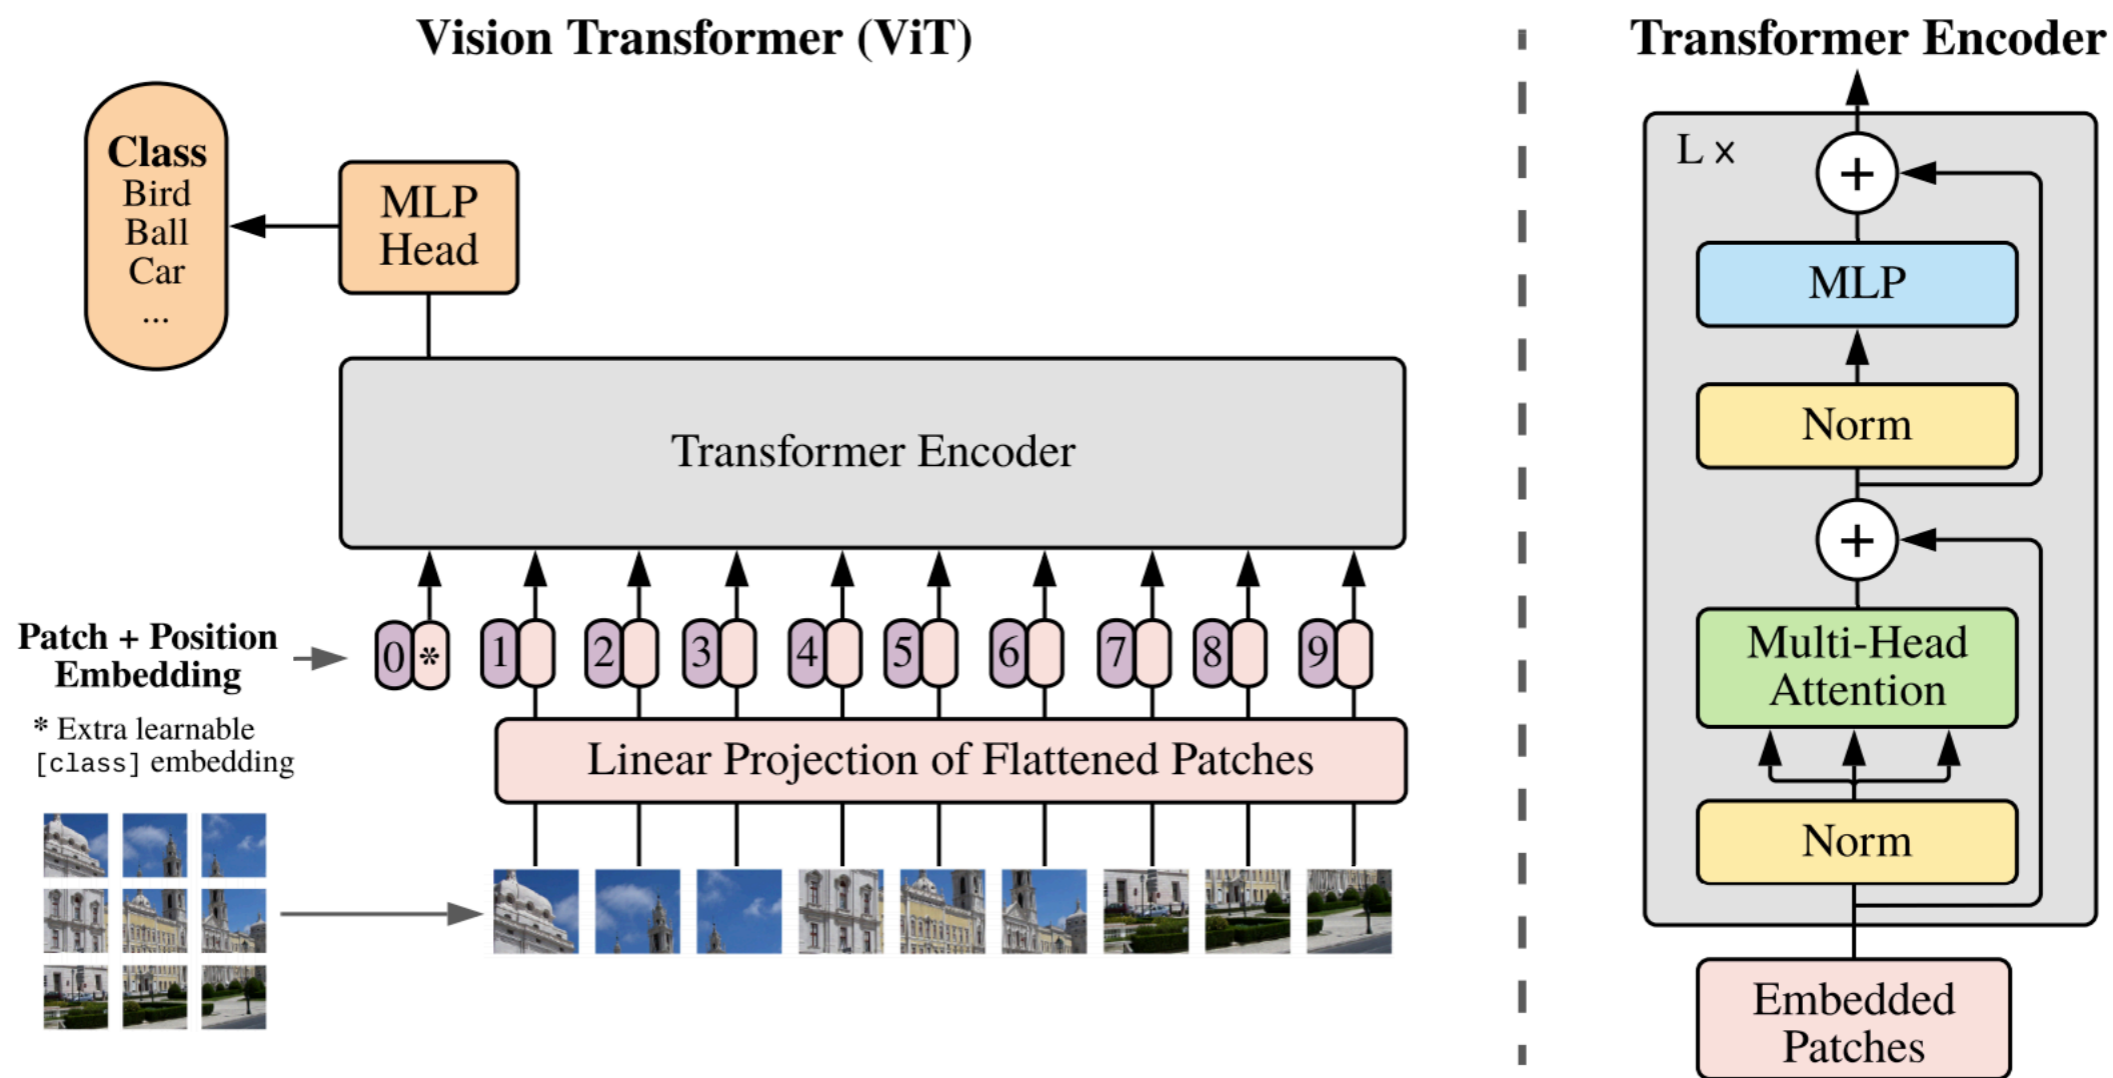 Vision Transformer (ViT)
Class
Bird
Ball
Car
...
MLP
Head
Transformer Encoder
Patch + Position
Embedding
0 * 1 2 3 4 5 6 7 8 9
* Extra learnable
[class] embedding
Linear Projection of Flattened Patches
Transformer Encoder
L x
+
MLP
Norm
+
Multi-Head
Attention
Norm
Embedded
Patches